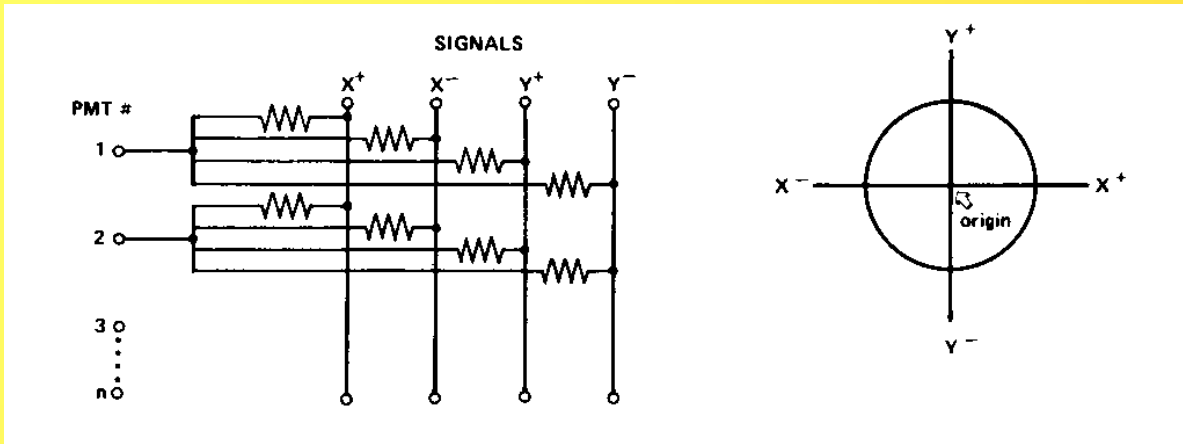 SIGNALS
X+ X− Y+ Y−
PMT #
1
2
3
n
Y+
X− X+
origin
Y−